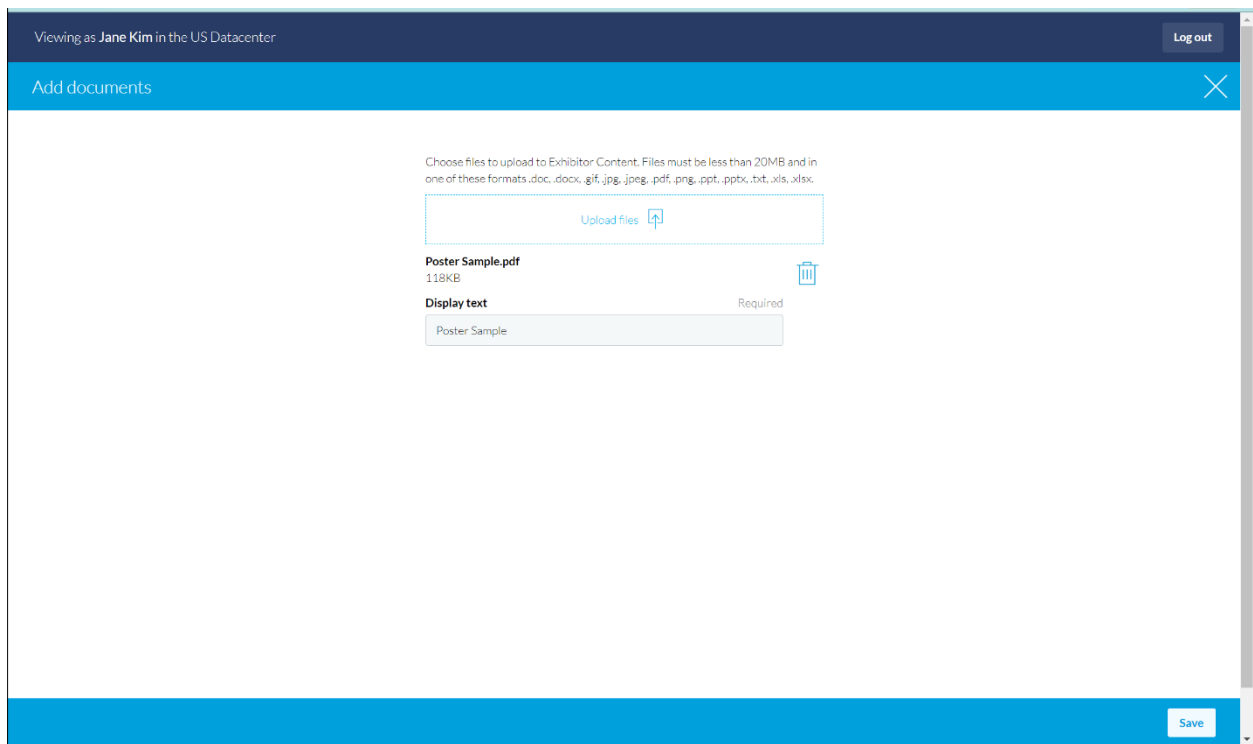 Viewing as Jane Kim in the US Datacenter
Log out
Add documents
Choose files to upload to Exhibitor Content. Files must be less than 20MB and in
one of these formats .doc, .docx, .gif, .jpg, .jpeg, .pdf, .png, .ppt, .pptx, .txt, .xls, .xlsx.
Upload files
Poster Sample.pdf
118KB
Display text Required
Poster Sample
Save